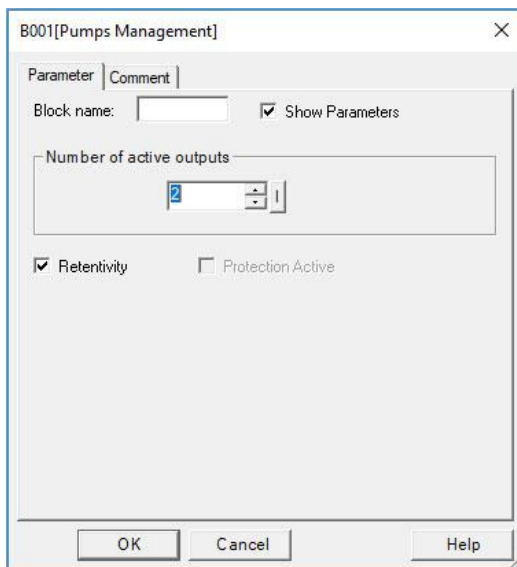 B001[Pumps Management]
Parameter Comment
Block name: Show Parameters
Number of active outputs
2
Retentivity Protection Active
OK Cancel Help